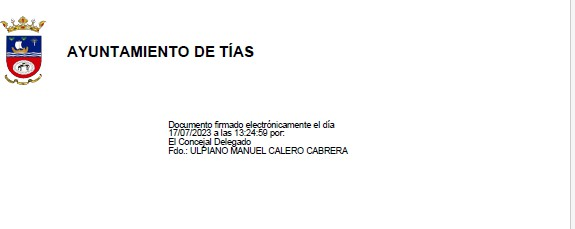 AYUNTAMIENTO DE TÍAS
Documento firmado electrónicamente el día
17/07/2023 a las 13:24:59 por:
El Concejal Delegado
Fdo.: ULPIANO MANUEL CALERO CABRERA